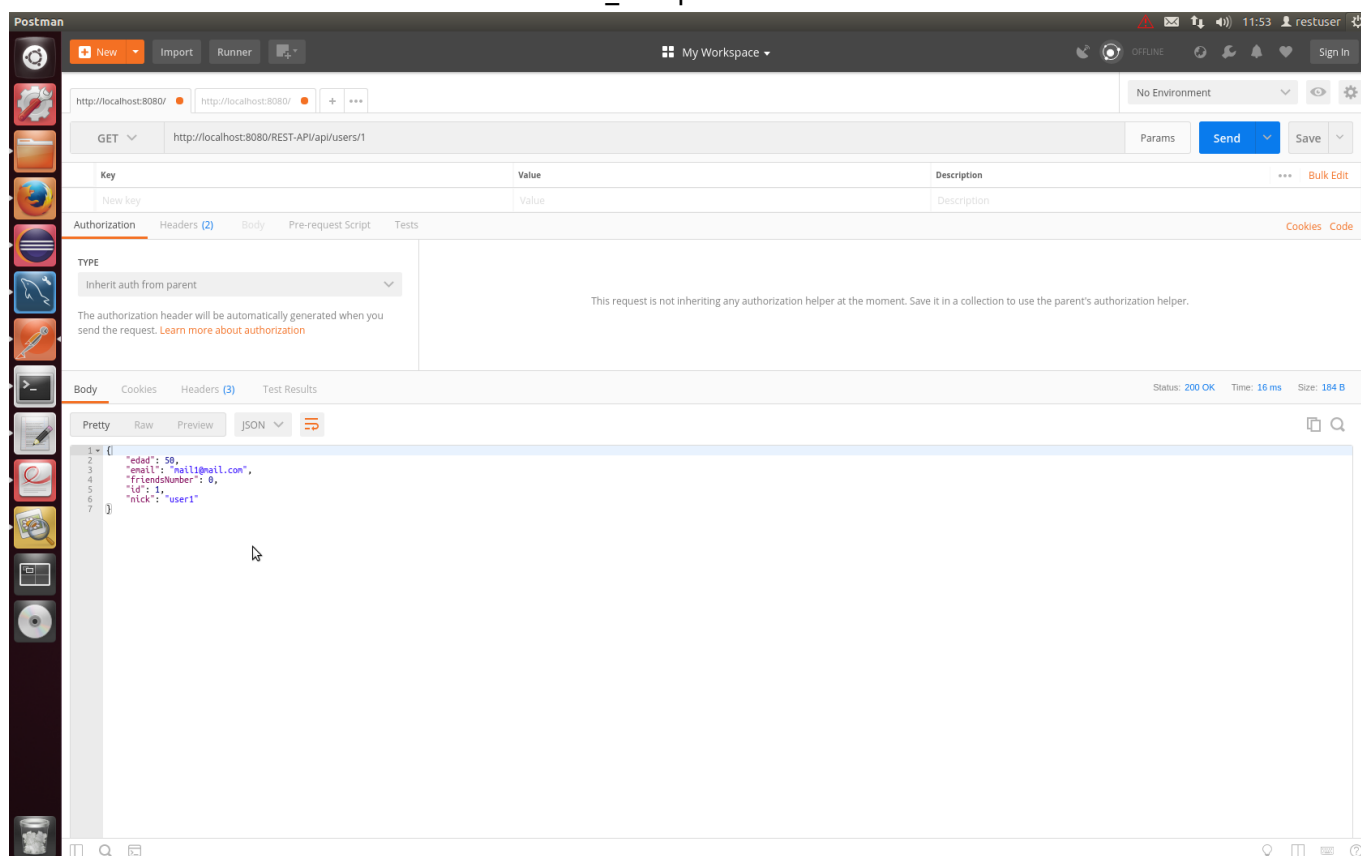 Postman
11:53 restuser
New Import Runner My Workspace OFFLINE Sign In
http://localhost:8080/ http://localhost:8080/ + ••• No Environment
GET http://localhost:8080/REST-API/api/users/1 Params Send Save
Key Value Description ••• Bulk Edit
New key Value Description
Authorization Headers (2) Body Pre-request Script Tests Cookies Code
TYPE
Inherit auth from parent
The authorization header will be automatically generated when you
send the request. Learn more about authorization
This request is not inheriting any authorization helper at the moment. Save it in a collection to use the parent's authorization helper.
Body Cookies Headers (3) Test Results Status: 200 OK Time: 16 ms Size: 184 B
Pretty Raw Preview JSON
1 {
2 "edad": 50,
3 "email": "mail1@mail.com",
4 "friendsNumber": 0,
5 "id": 1,
6 "nick": "user1"
7 }